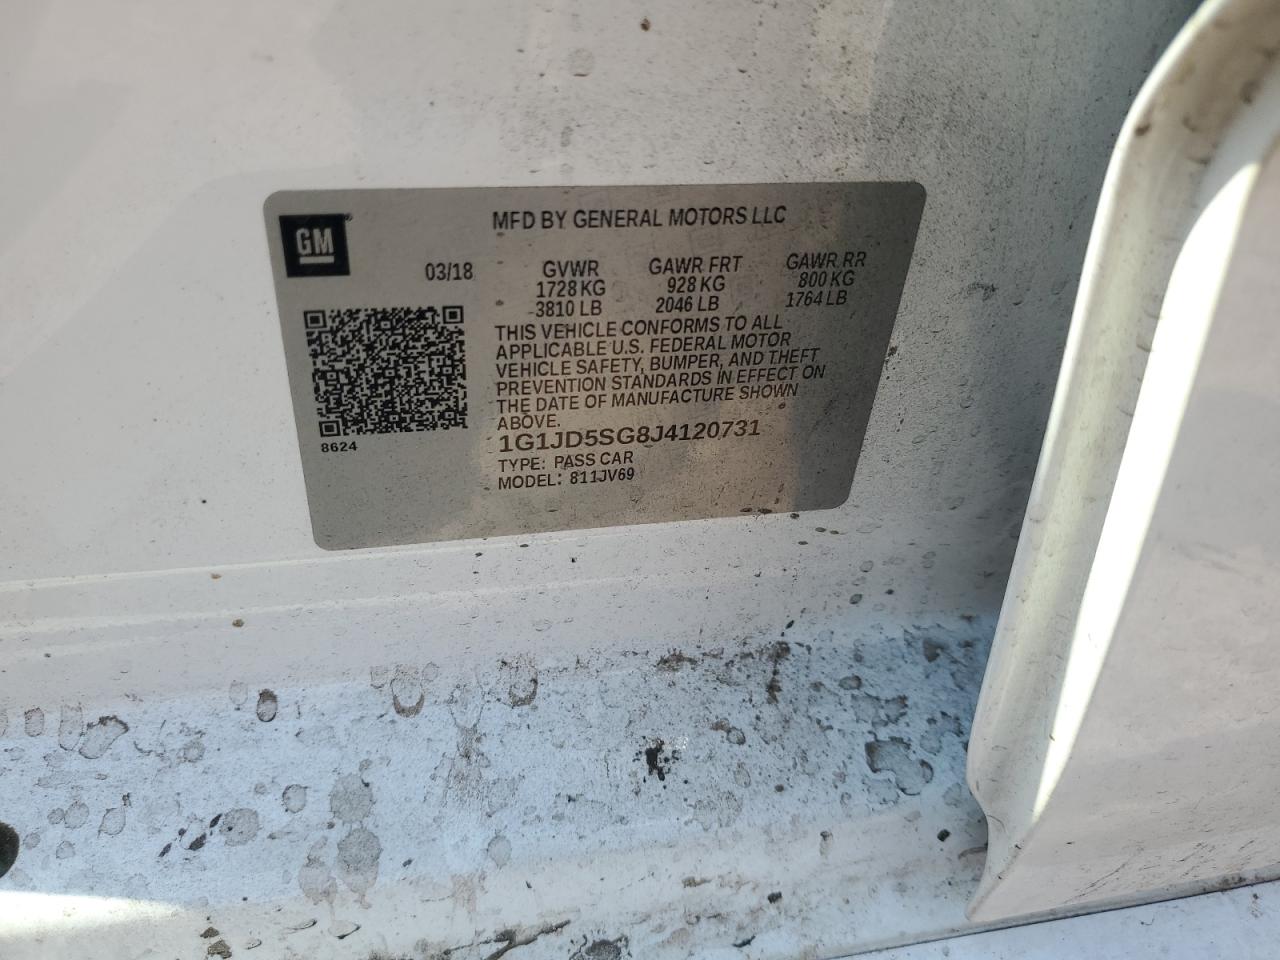 GM
MFD BY GENERAL MOTORS LLC
03/18
GVWR GAWR FRT GAWR RR
1728 KG 928 KG 800 KG
3810 LB 2046 LB 1764 LB
THIS VEHICLE CONFORMS TO ALL
APPLICABLE U.S. FEDERAL MOTOR
VEHICLE SAFETY, BUMPER, AND THEFT
PREVENTION STANDARDS IN EFFECT ON
THE DATE OF MANUFACTURE SHOWN
ABOVE.
8624
1G1JD5SG8J4120731
TYPE: PASS CAR
MODEL: 811JV69